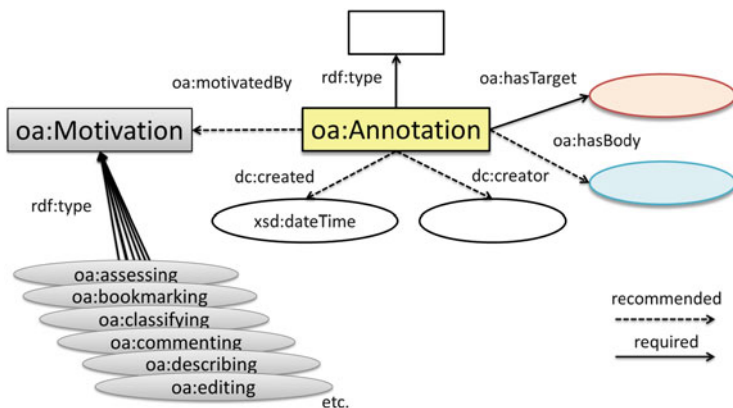 rdf:type
oa:motivatedBy
oa:hasTarget
oa:Motivation
oa:Annotation
oa:hasBody
dc:created
dc:creator
rdf:type
xsd:dateTime
oa:assessing
oa:bookmarking
oa:classifying
oa:commenting
oa:describing
oa:editing
etc.
recommended
required